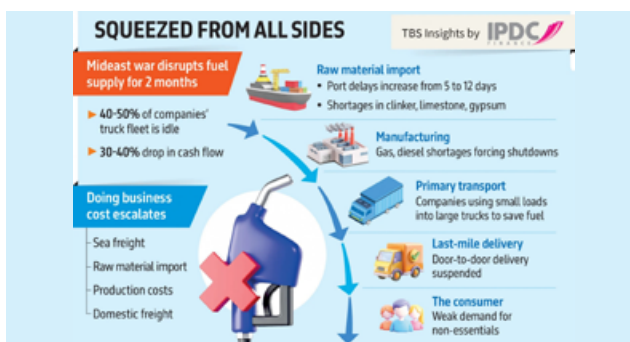 SQUEEZED FROM ALL SIDES
TBS Insights by IPDC
FINANCE
Mideast war disrupts fuel
supply for 2 months
40-50% of companies'
truck fleet is idle
30-40% drop in cash flow
Doing business
cost escalates
Sea freight
Raw material import
Production costs
Domestic freight
Raw material import
• Port delays increase from 5 to 12 days
• Shortages in clinker, limestone, gypsum
Manufacturing
Gas, diesel shortages forcing shutdowns
Primary transport
Companies using small loads
into large trucks to save fuel
Last-mile delivery
Door-to-door delivery
suspended
The consumer
Weak demand for
non-essentials